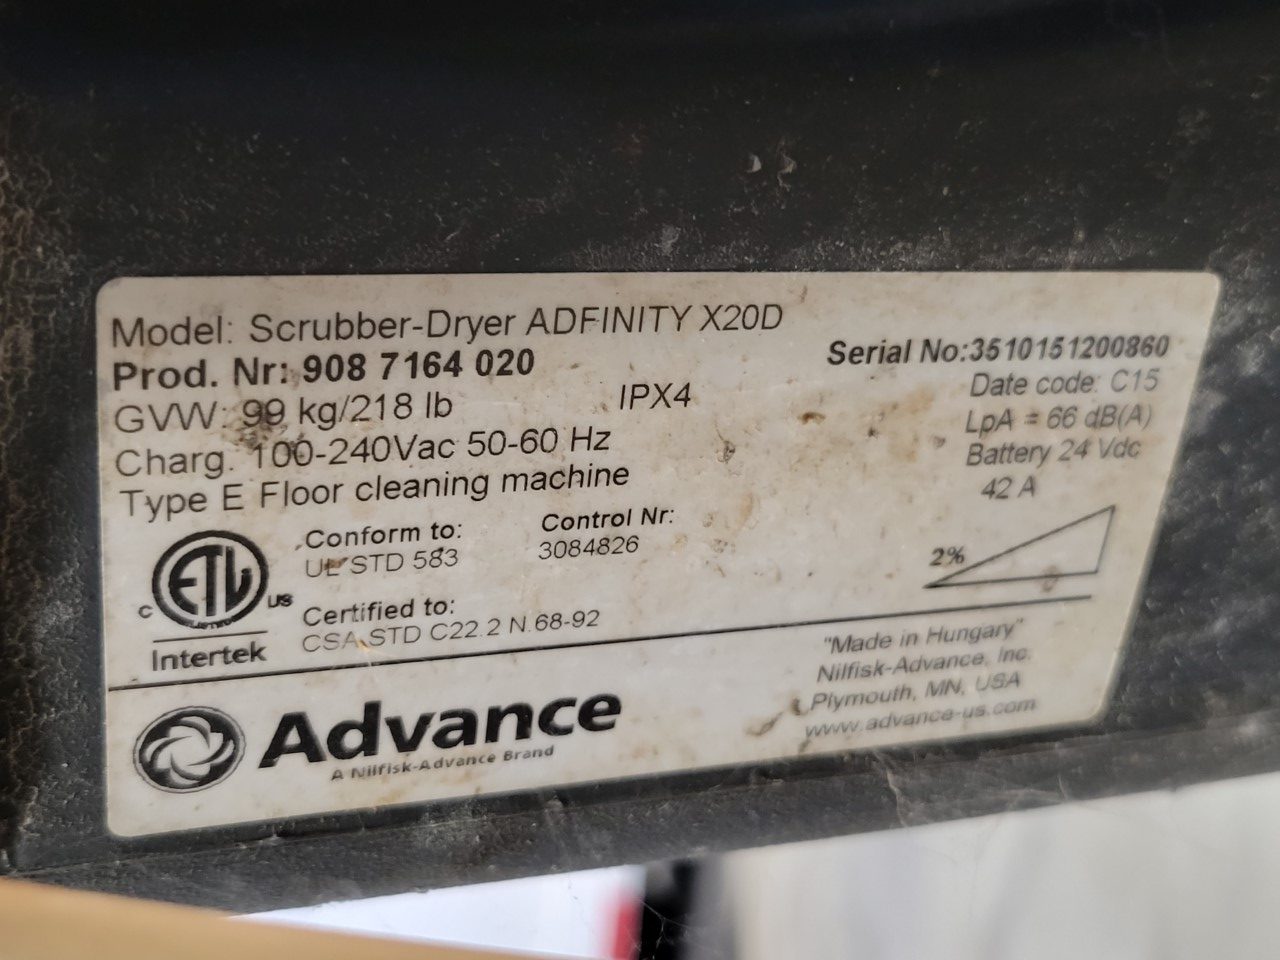 Model: Scrubber-Dryer ADFINITY X20D
Prod. Nr: 908 7164 020
Serial No:3510151200860
GVW: 99 kg/218 lb
IPX4
Date code: C15
Charg. 100-240Vac 50-60 Hz
LpA = 66 dB(A)
Type E Floor cleaning machine
Battery 24 Vdc
42 A
Conform to:
UL STD 583
Control Nr:
3084826
2%
C ETL US
LISTED
Intertek
Certified to:
CSA STD C22.2 N.68-92
Advance
A Nilfisk-Advance Brand
"Made in Hungary"
Nilfisk-Advance, Inc.
Plymouth, MN, USA
www.advance-us.com